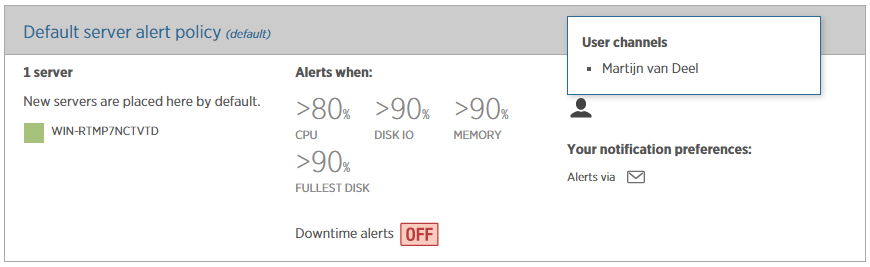 Default server alert policy (default)
1 server
New servers are placed here by default.
WIN-RTMP7NCTVTD
Alerts when:
>80% >90% >90%
CPU DISK IO MEMORY
>90%
FULLEST DISK
Downtime alerts OFF
User channels
Martijn van Deel
Your notification preferences:
Alerts via